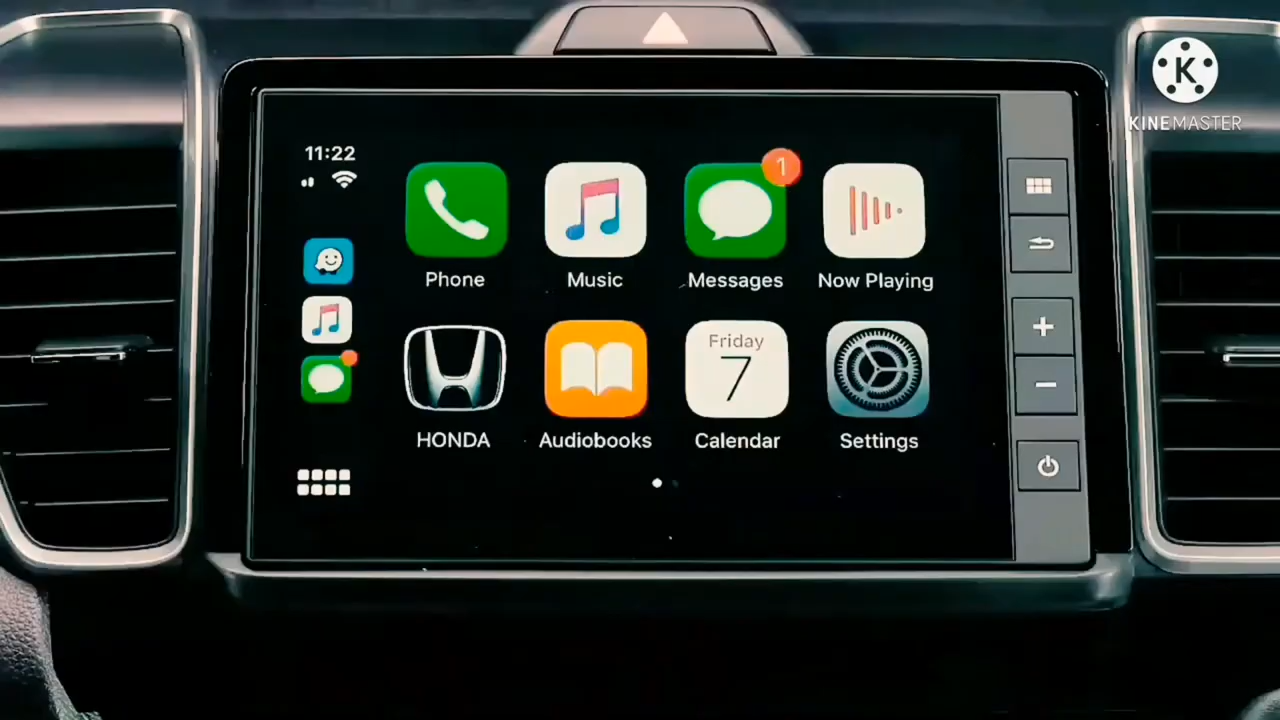 11:22
1
Phone
Music
Messages
Now Playing
Friday
7
HONDA
Audiobooks
Calendar
Settings
K
KINEMASTER